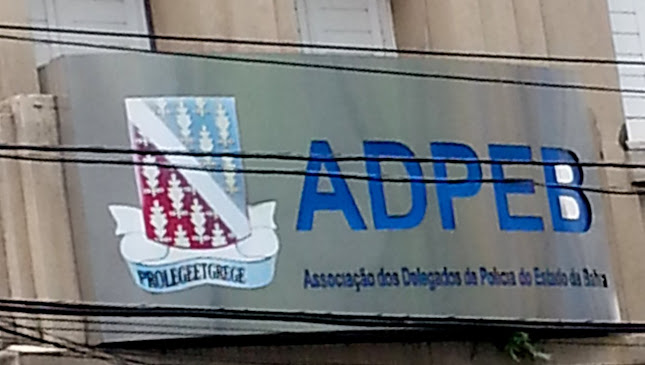 ADPEB
Associação dos Delegados de Polícia do Estado da Bahia
PROLEGEETGREGE